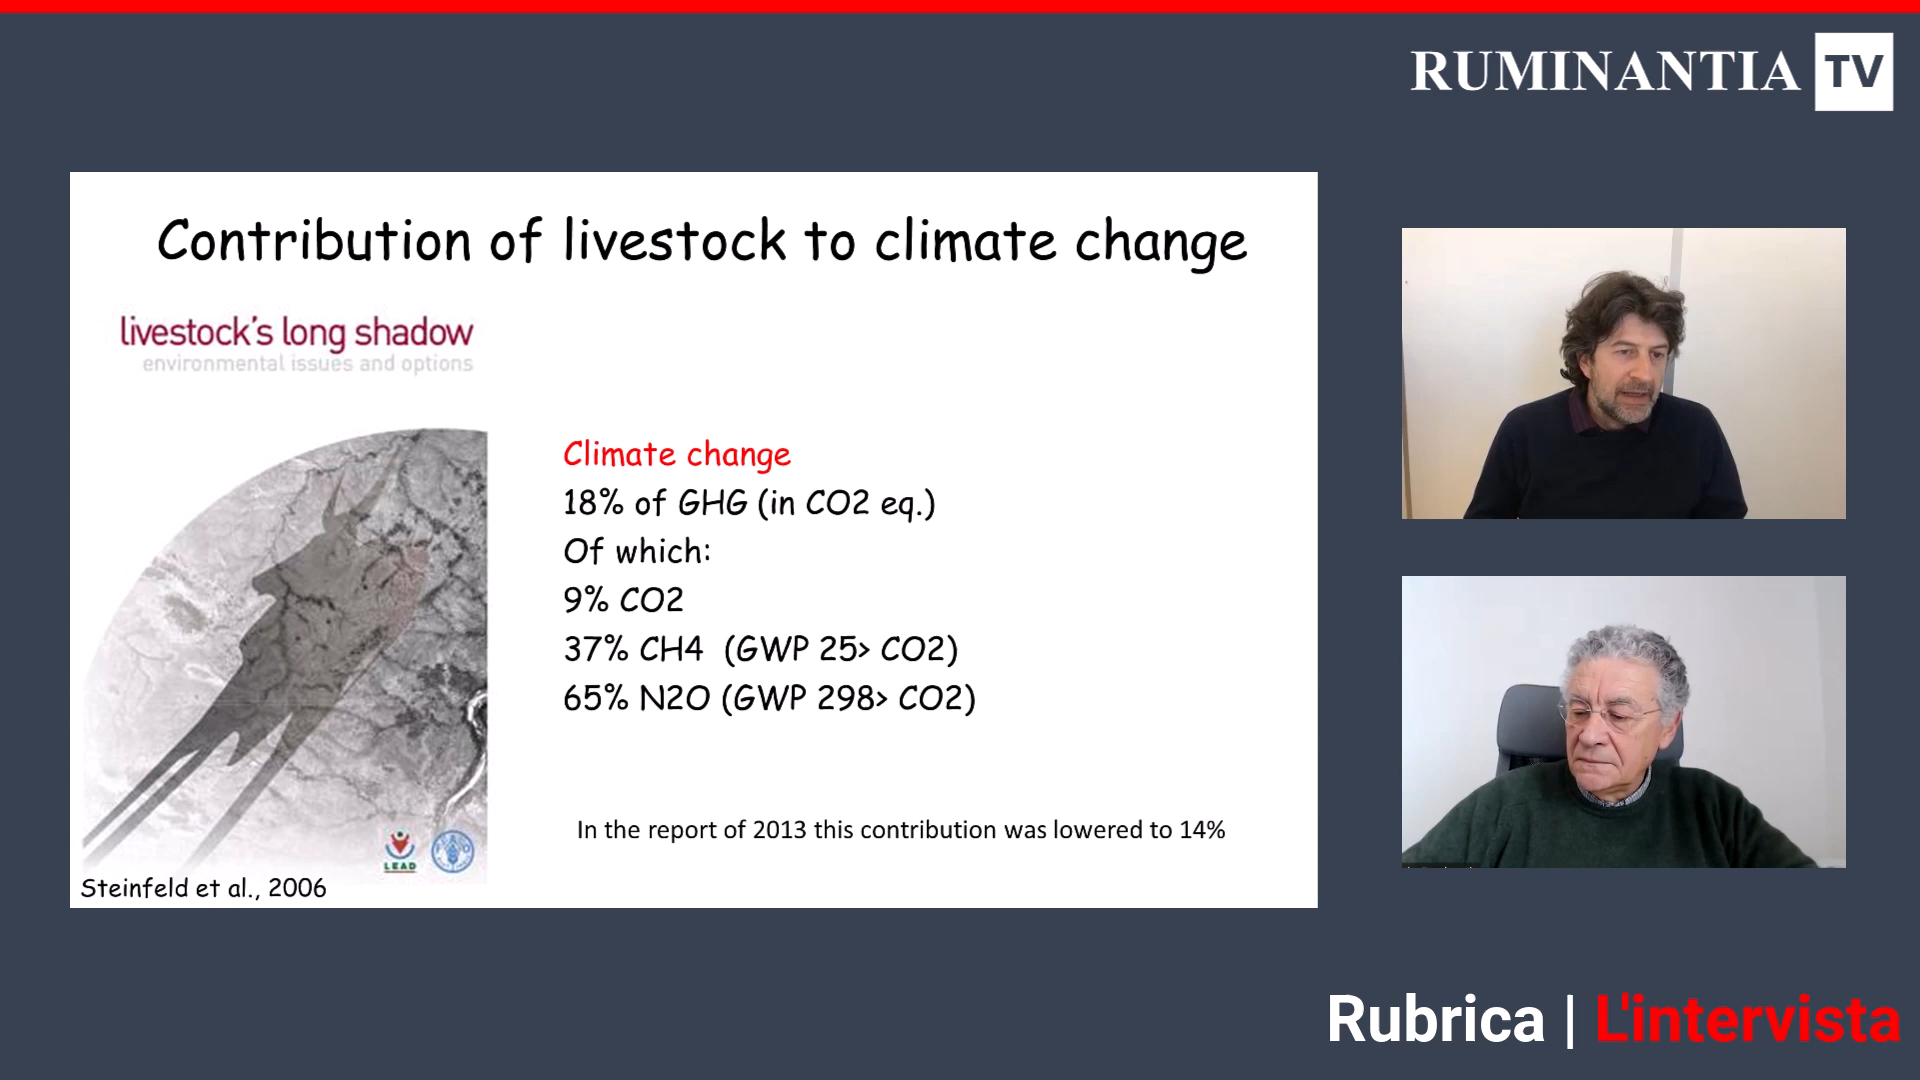 RUMINANTIA TV
Contribution of livestock to climate change
livestock's long shadow
environmental issues and options
Climate change
18% of GHG (in CO2 eq.)
Of which:
9% CO2
37% CH4 (GWP 25> CO2)
65% N2O (GWP 298> CO2)
In the report of 2013 this contribution was lowered to 14%
LEAD
Steinfeld et al., 2006
Rubrica | L'intervista